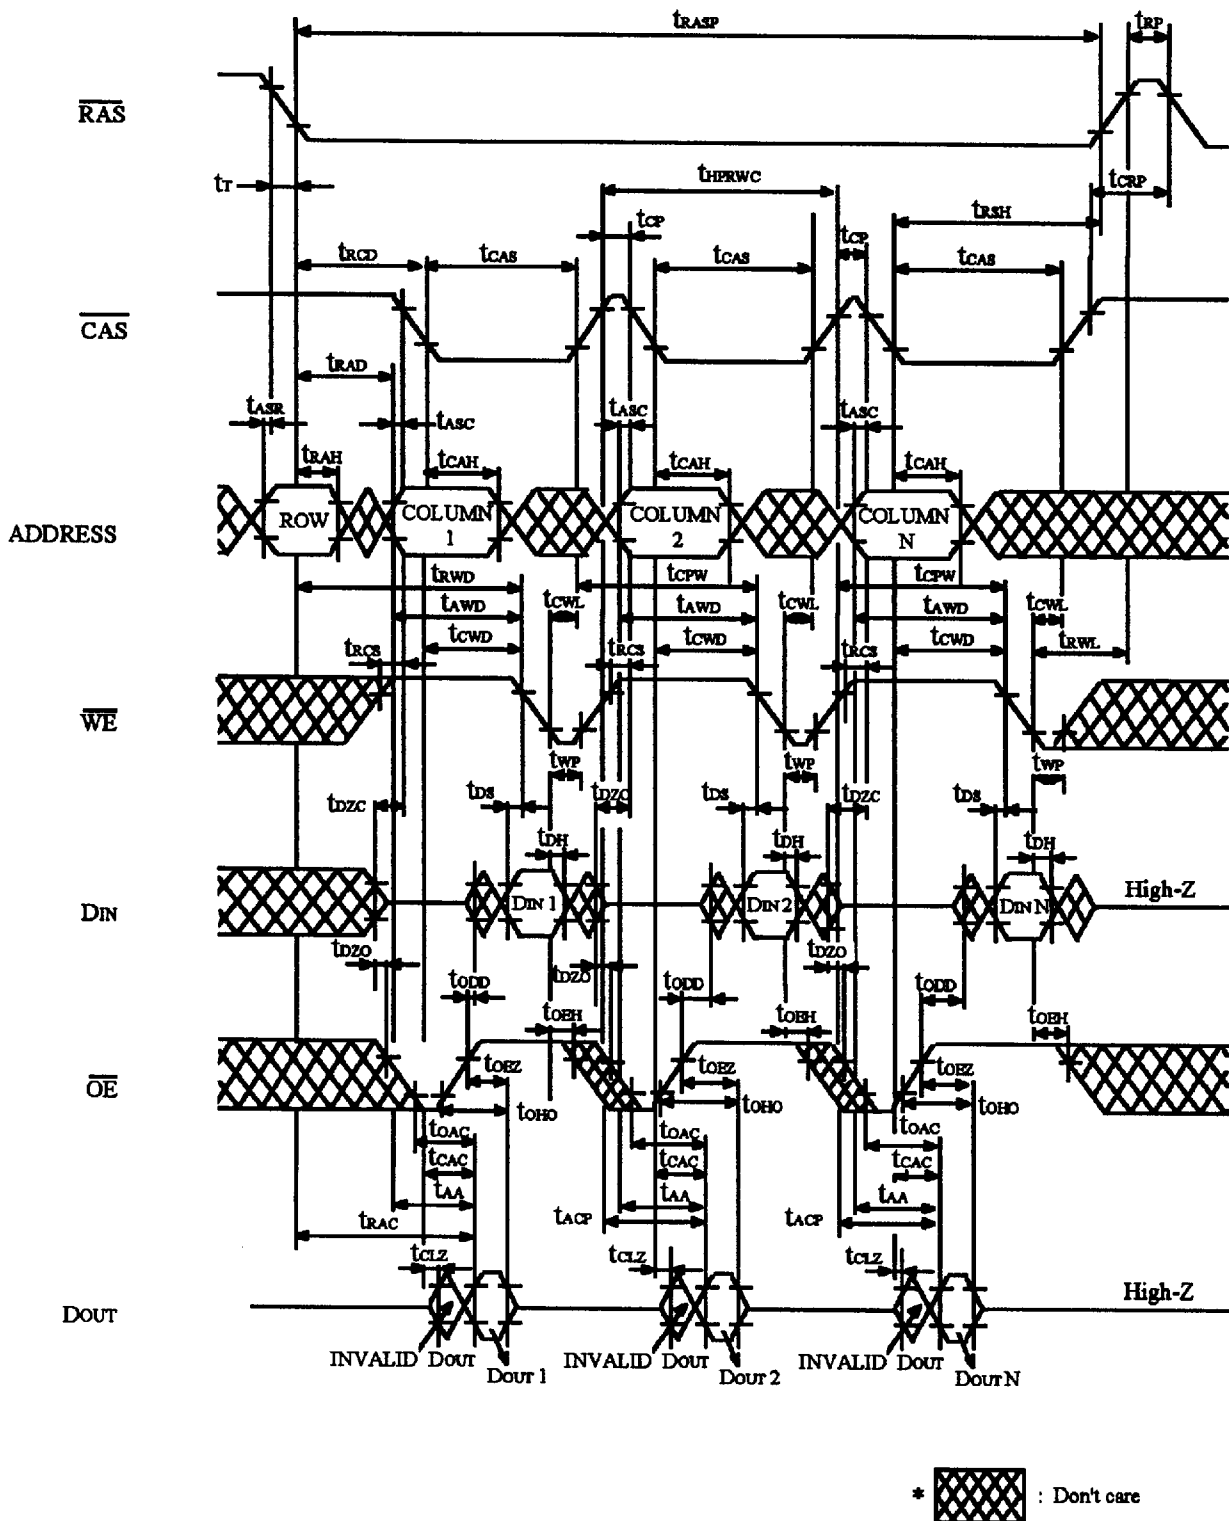 tRASP tRP
RAS
tT tHPRWC tCRP
tRSH
tCP tCP
tRCD tCAS tCAS tCAS
CAS
tRAD
tASR tASC tASC tASC
tRAH tCAH tCAH tCAH
ADDRESS ROW COLUMN 1 COLUMN 2 COLUMN N
tRWD tCPW tCPW
tAWD tCWL tAWD tCWL tAWD tCWL
tRCS tCWD tRCS tCWD tRCS tCWD tRWL
WE
tWP tWP tWP
tDZC tDS tDZC tDS tDZC tDS
tDH tDH tDH
DIN DIN 1 DIN 2 DIN N High-Z
tDZO tODD tDZO tODD tDZO tODD
tOEH tOEH tOEH
OE tOEZ tOEZ tOEZ
tOHO tOHO tOHO
tOAC tOAC tOAC
tCAC tCAC tCAC
tAA tAA tAA
tRAC tACP tACP
tCLZ tCLZ tCLZ
DOUT High-Z
INVALID DOUT INVALID DOUT INVALID DOUT
DOUT 1 DOUT 2 DOUT N
* : Don't care